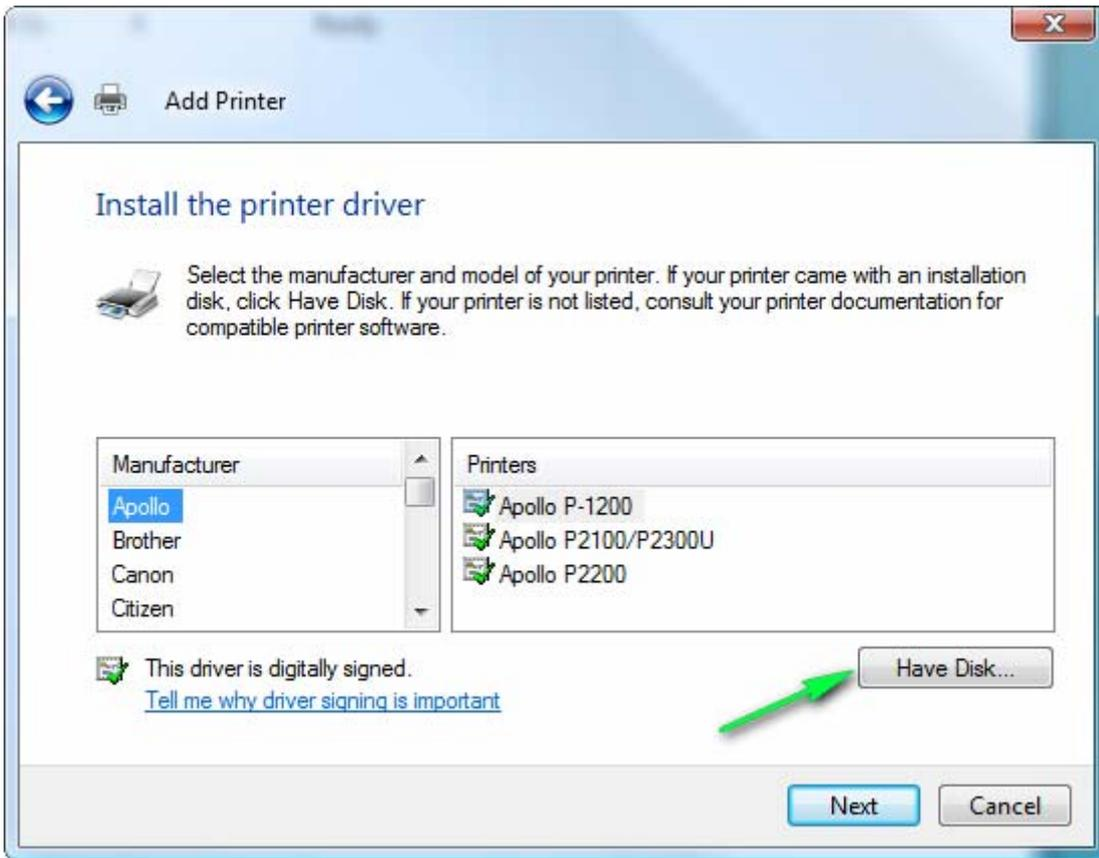 Add Printer
Install the printer driver
Select the manufacturer and model of your printer. If your printer came with an installation
disk, click Have Disk. If your printer is not listed, consult your printer documentation for
compatible printer software.
Manufacturer
Apollo
Brother
Canon
Citizen
Printers
Apollo P-1200
Apollo P2100/P2300U
Apollo P2200
This driver is digitally signed.
Tell me why driver signing is important
Have Disk...
Next
Cancel